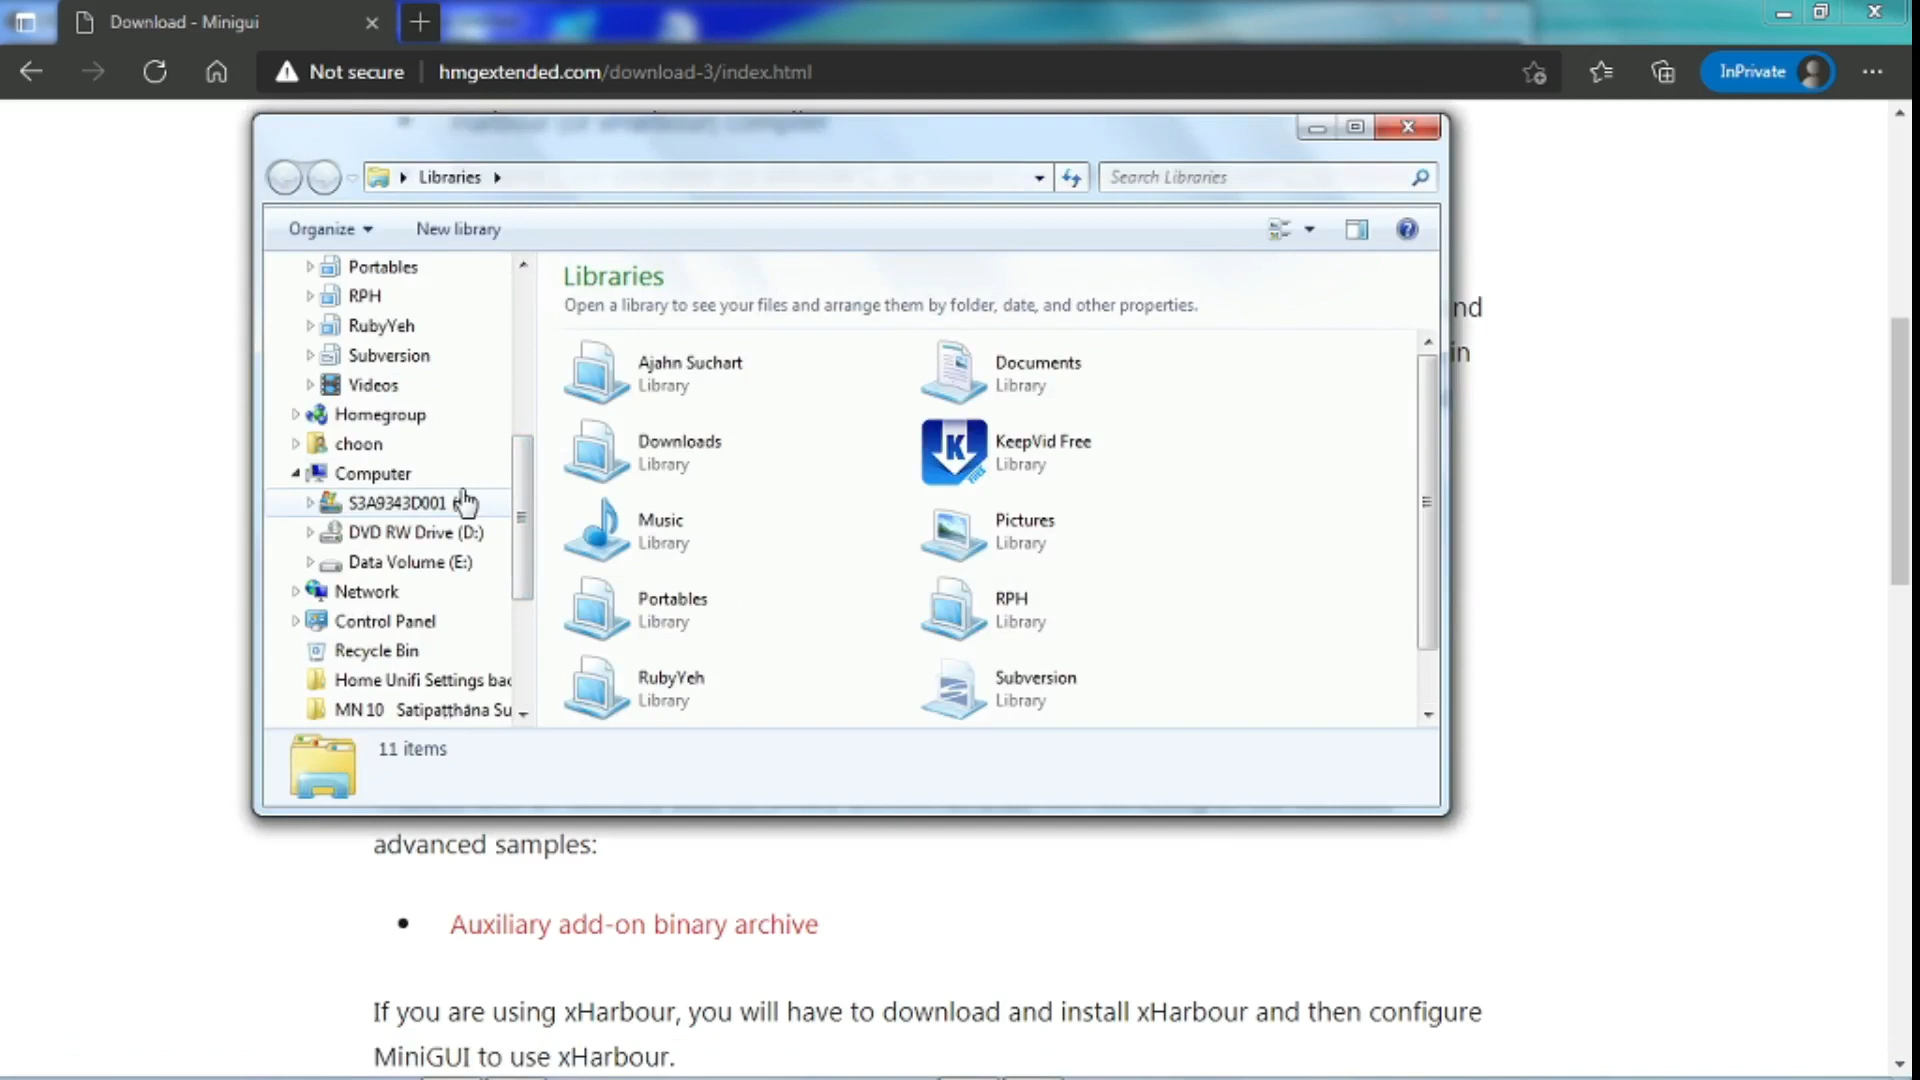 Download - Minigui
Not secure
hmgextended.com/download-3/index.html
InPrivate
Libraries
Search Libraries
Organize
New library
Portables
RPH
RubyYeh
Subversion
Videos
Homegroup
choon
Computer
S3A9343D001
DVD RW Drive (D:)
Data Volume (E:)
Network
Control Panel
Recycle Bin
Home Unifi Settings bac
MN 10 Satipaṭṭhāna Su
Libraries
Open a library to see your files and arrange them by folder, date, and other properties.
Ajahn Suchart
Library
Documents
Library
Downloads
Library
KeepVid Free
Library
Music
Library
Pictures
Library
Portables
Library
RPH
Library
RubyYeh
Library
Subversion
Library
11 items
nd
in
advanced samples:
Auxiliary add-on binary archive
If you are using xHarbour, you will have to download and install xHarbour and then configure
MiniGUI to use xHarbour.